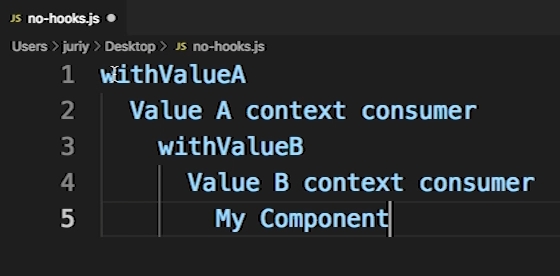 JS no-hooks.js
Users > juriy > Desktop > JS no-hooks.js
1 withValueA
2 Value A context consumer
3 withValueB
4 Value B context consumer
5 My Component